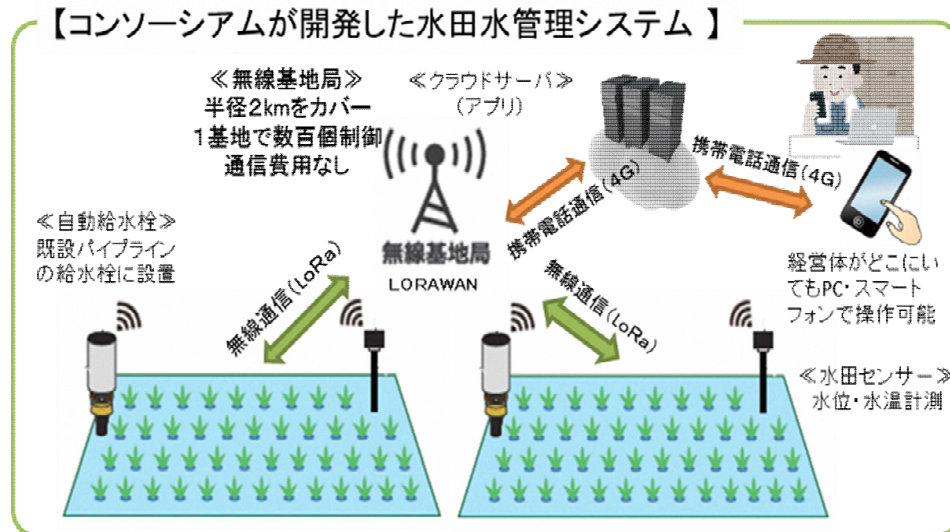 【コンソーシアムが開発した水田水管理システム 】
≪無線基地局≫
半径2kmをカバー
1基地で数百個制御
通信費用なし
≪クラウドサーバ≫
(アプリ)
携帯電話通信(4G)
携帯電話通信(4G)
≪自動給水栓≫
既設パイプライン
の給水栓に設置
無線基地局
LORAWAN
無線通信(LoRa)
無線通信(LoRa)
経営体がどこにい
てもPC・スマート
フォンで操作可能
≪水田センサー≫
水位・水温計測